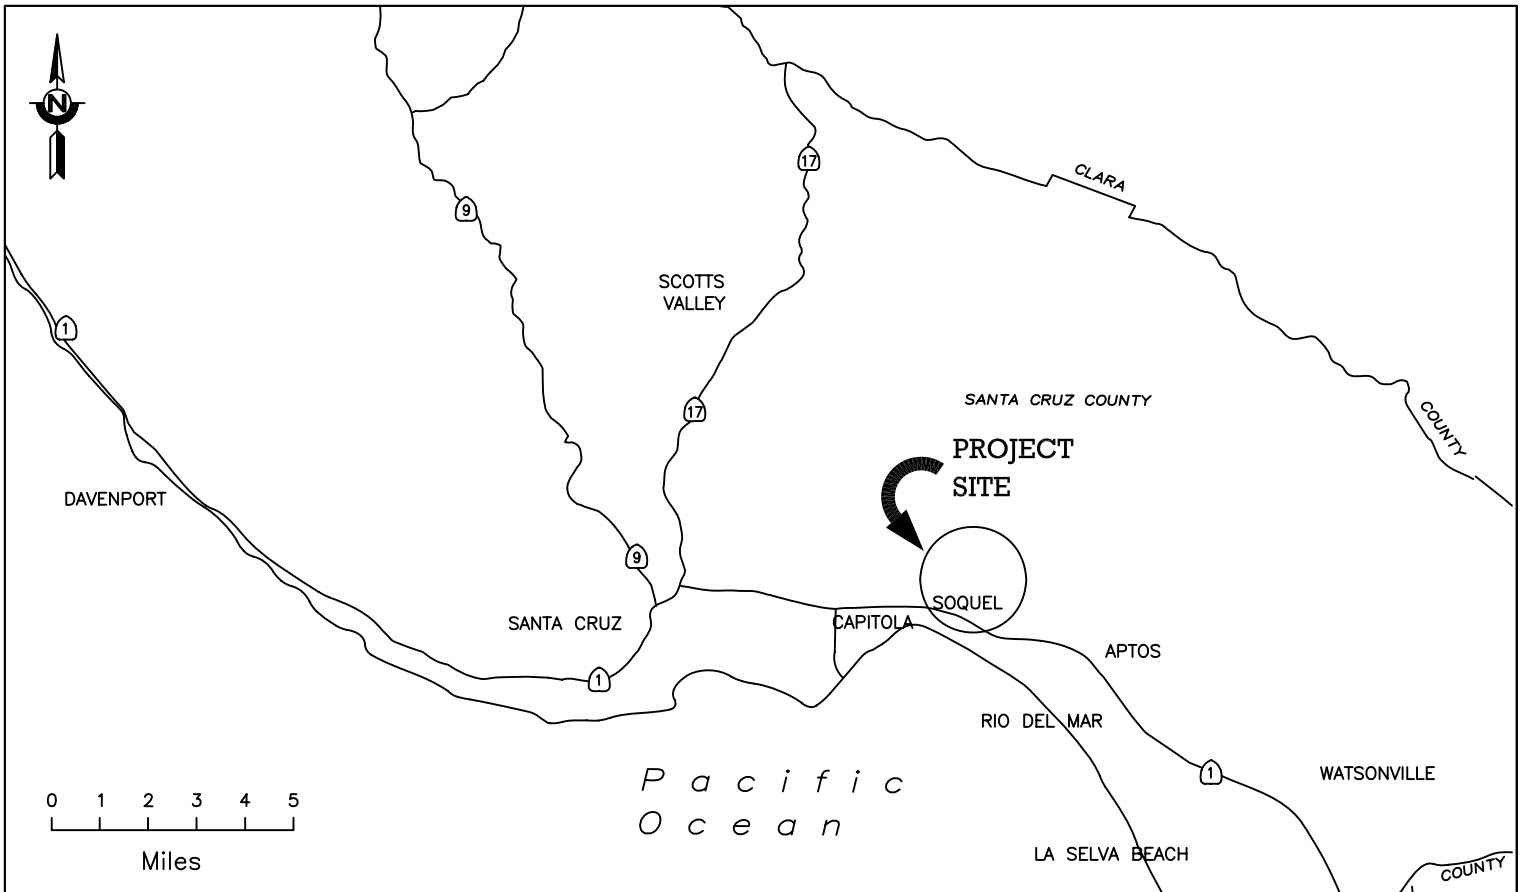 N
17
CLARA
9
SCOTTS
VALLEY
1
SANTA CRUZ COUNTY
17
COUNTY
PROJECT
SITE
DAVENPORT
9
SOQUEL
SANTA CRUZ
CAPITOLA
APTOS
1
RIO DEL MAR
Pacific
Ocean
1
WATSONVILLE
0 1 2 3 4 5
Miles
LA SELVA BEACH
COUNTY